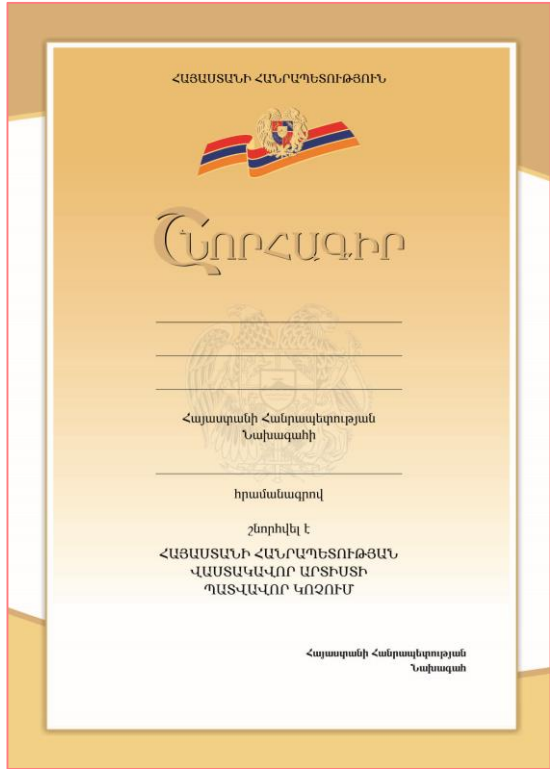 ՀԱՅԱՍՏԱՆԻ ՀԱՆՐԱՊԵՏՈՒԹՅՈՒՆ
ՇՆՈՐՀԱԳԻՐ
Հայաստանի Հանրապետության
Նախագահի
հրամանագրով
շնորհվել է
ՀԱՅԱՍՏԱՆԻ ՀԱՆՐԱՊԵՏՈՒԹՅԱՆ
ՎԱՍՏԱԿԱՎՈՐ ԱՐՏԻՍՏԻ
ՊԱՏՎԱՎՈՐ ԿՈՉՈՒՄ
Հայաստանի Հանրապետության
Նախագահ